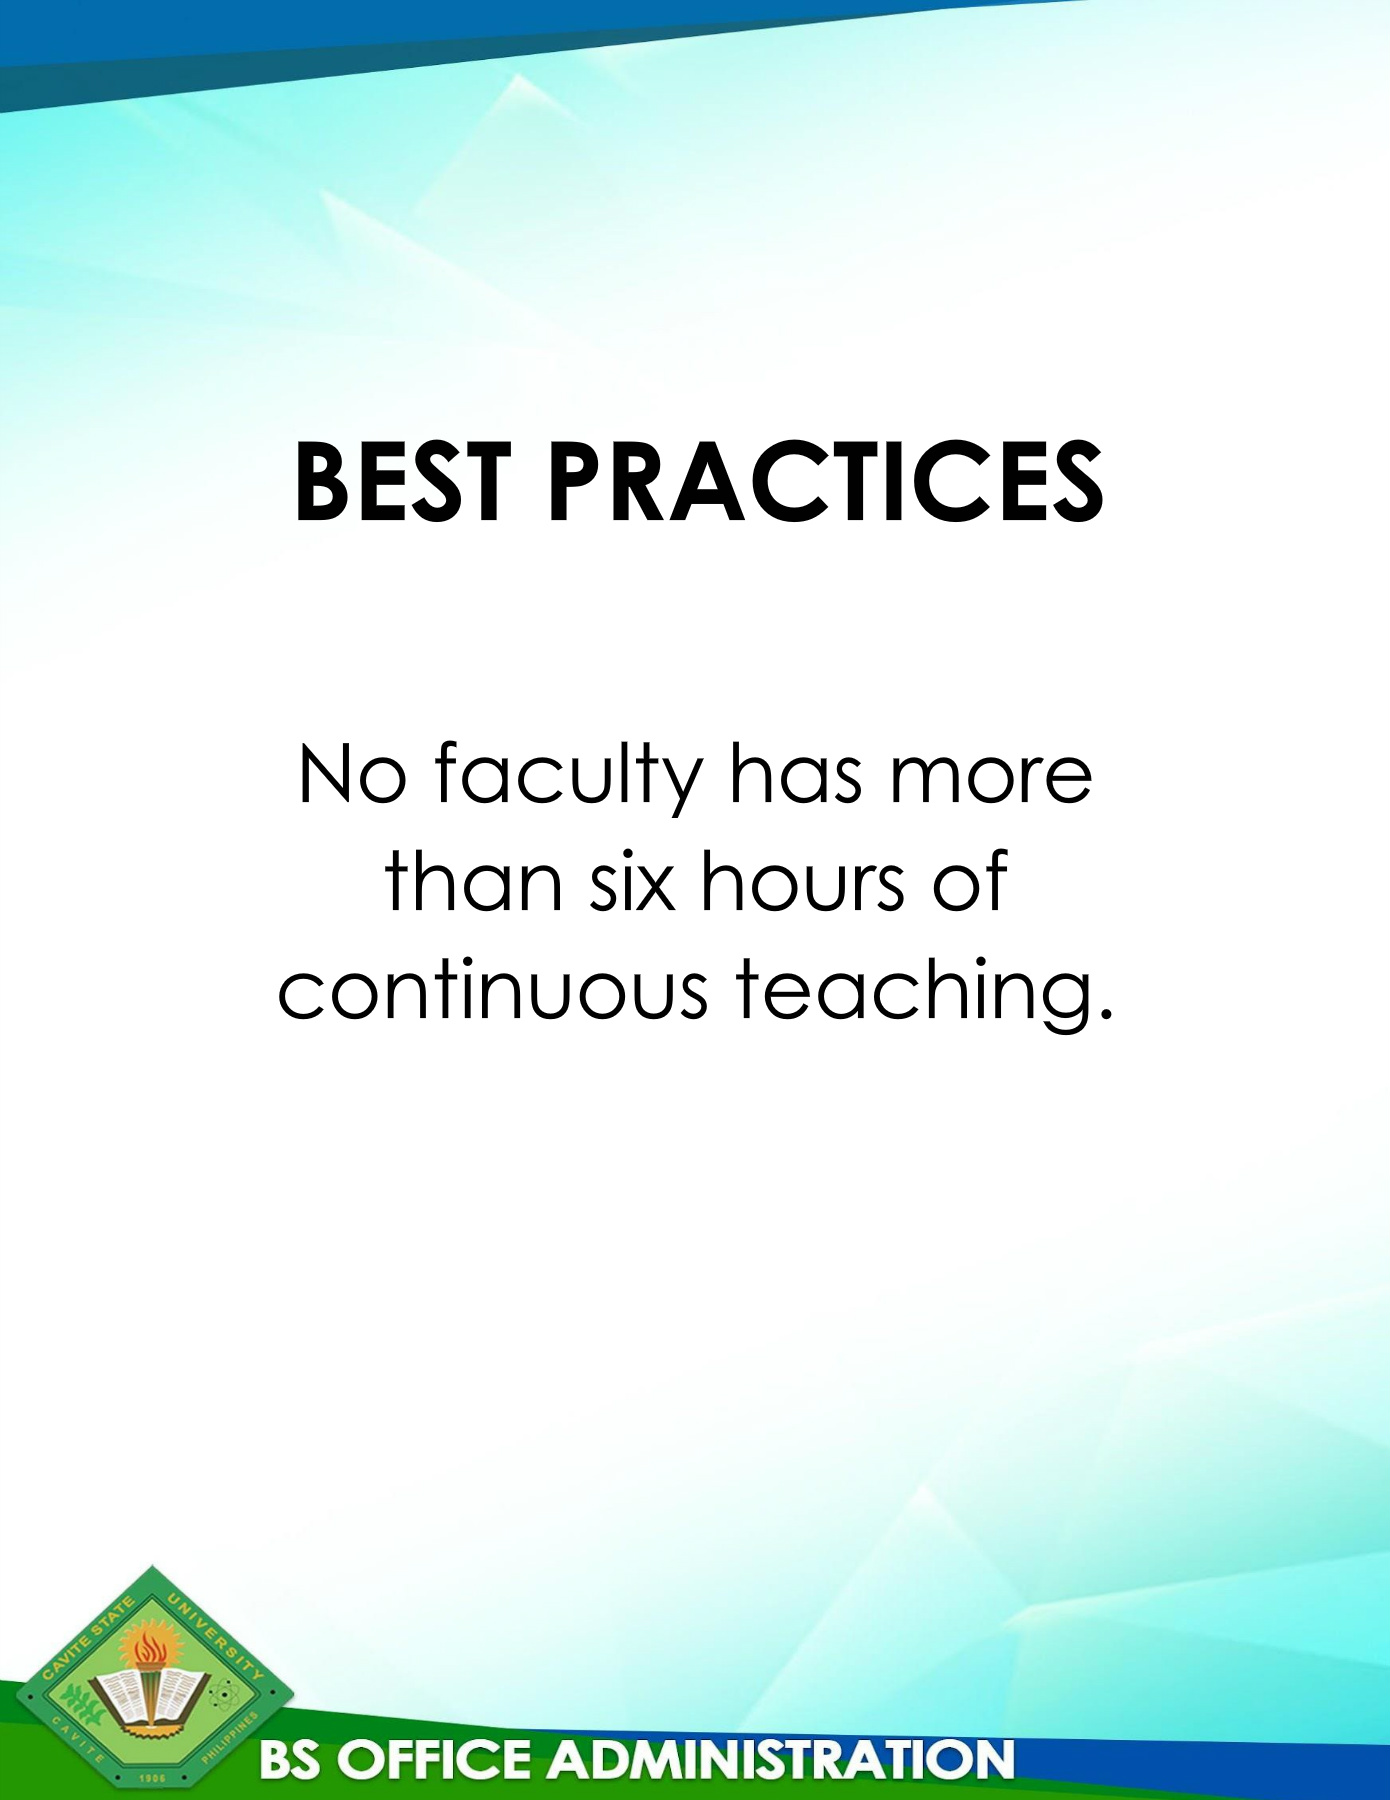 BEST PRACTICES
No faculty has more
than six hours of
continuous teaching.
CAVITE STATE UNIVERSITY
CAVITE
PHILIPPINES
1906
BS OFFICE ADMINISTRATION